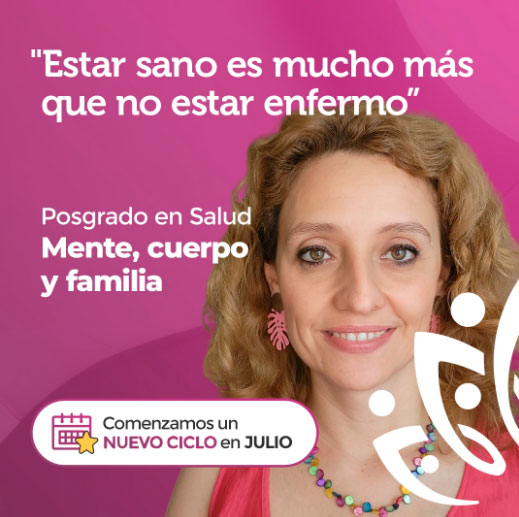 "Estar sano es mucho más
que no estar enfermo”
Posgrado en Salud
Mente, cuerpo
y familia
Comenzamos un
NUEVO CICLO en JULIO